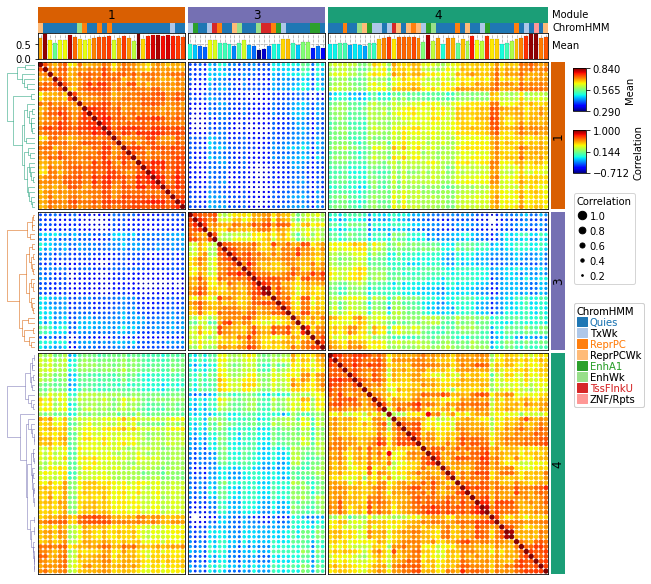 1 3 4 Module
ChromHMM
0.5
0.0
Mean
0.840
0.565
0.290
Mean
1.000
0.144
−0.712
Correlation
1
3
4
Correlation
1.0
0.8
0.6
0.4
0.2
ChromHMM
Quies
TxWk
ReprPC
ReprPCWk
EnhA1
EnhWk
TssFlnkU
ZNF/Rpts